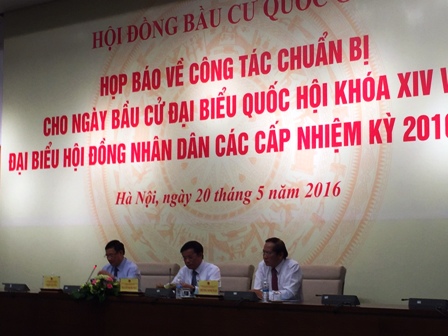 HỘI ĐỒNG BẦU CỬ QUỐC G
HỌP BÁO VỀ CÔNG TÁC CHUẨN BỊ
CHO NGÀY BẦU CỬ ĐẠI BIỂU QUỐC HỘI KHÓA XIV V
ĐẠI BIỂU HỘI ĐỒNG NHÂN DÂN CÁC CẤP NHIỆM KỲ 2016
Hà Nội, ngày 20 tháng 5 năm 2016